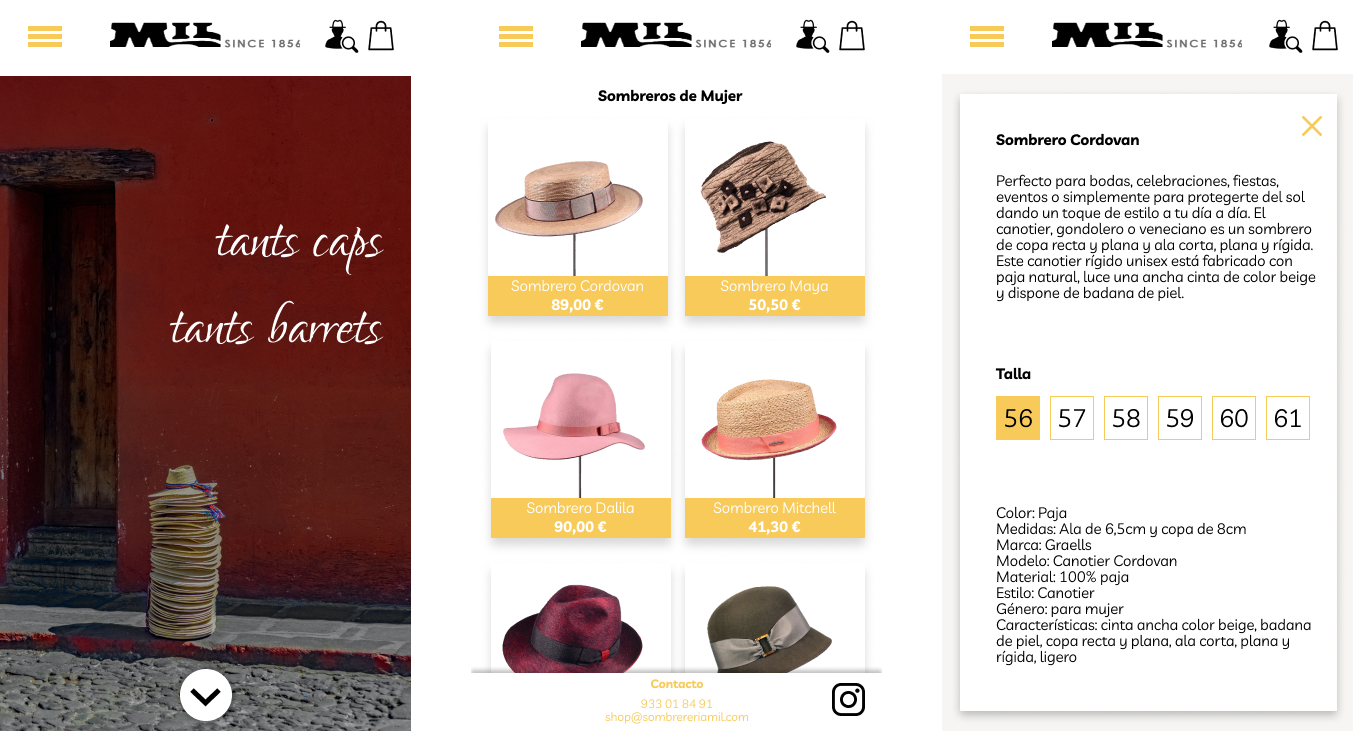 MIL SINCE 1856
tants caps
tants barrets
MIL SINCE 1856
Sombreros de Mujer
Sombrero Cordovan
89,00 €
Sombrero Maya
50,50 €
Sombrero Dalila
90,00 €
Sombrero Mitchell
41,30 €
Contacto
933 01 84 91
shop@sombrereriamil.com
MIL SINCE 1856
Sombrero Cordovan
Perfecto para bodas, celebraciones, fiestas,
eventos o simplemente para protegerte del sol
dando un toque de estilo a tu día a día. El
canotier, gondolero o veneciano es un sombrero
de copa recta y plana y ala corta, plana y rígida.
Este canotier rígido unisex está fabricado con
paja natural, luce una ancha cinta de color beige
y dispone de badana de piel.
Talla
56 57 58 59 60 61
Color: Paja
Medidas: Ala de 6,5cm y copa de 8cm
Marca: Graells
Modelo: Canotier Cordovan
Material: 100% paja
Estilo: Canotier
Género: para mujer
Características: cinta ancha color beige, badana
de piel, copa recta y plana, ala corta, plana y
rígida, ligero